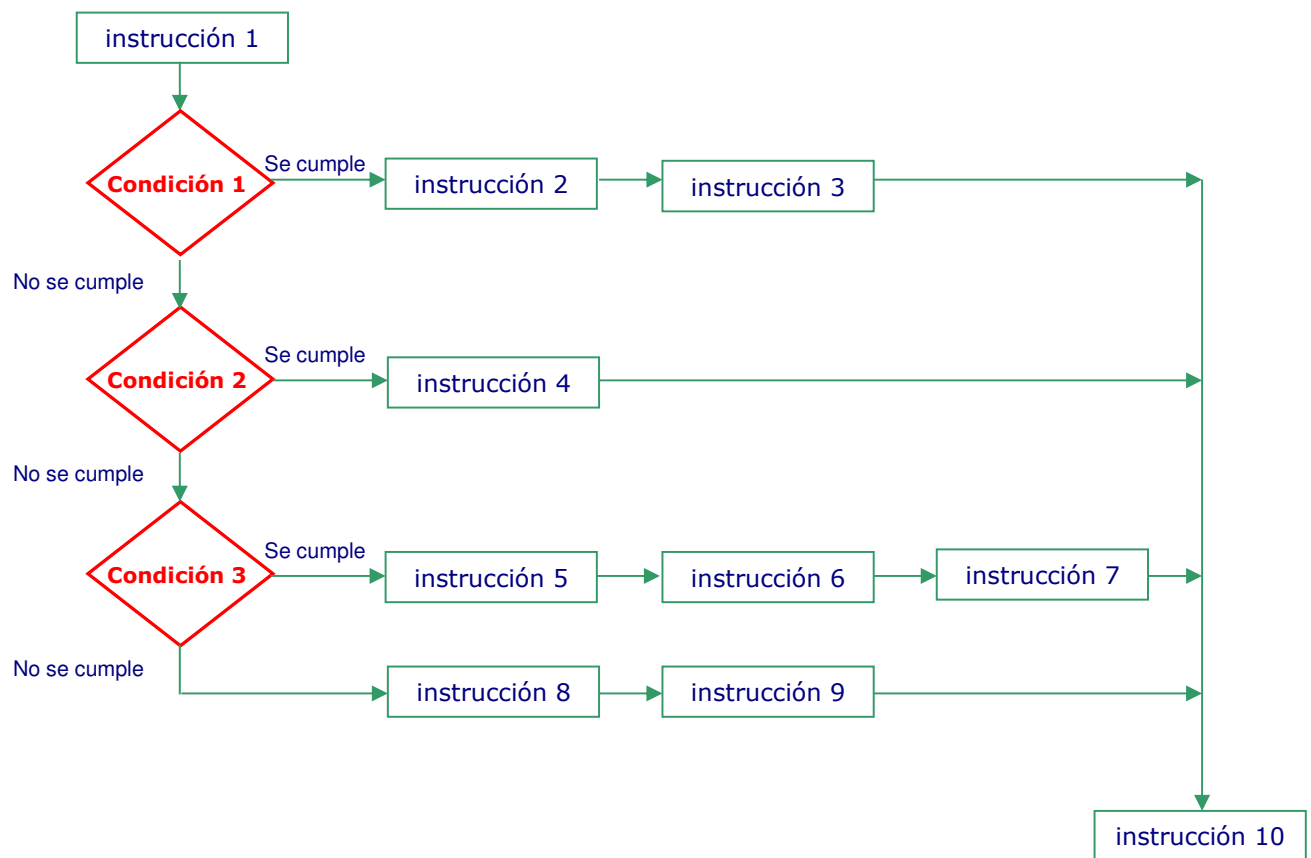 instrucción 1
Se cumple
Condición 1
instrucción 2
instrucción 3
No se cumple
Se cumple
Condición 2
instrucción 4
No se cumple
Se cumple
Condición 3
instrucción 5
instrucción 6
instrucción 7
No se cumple
instrucción 8
instrucción 9
instrucción 10